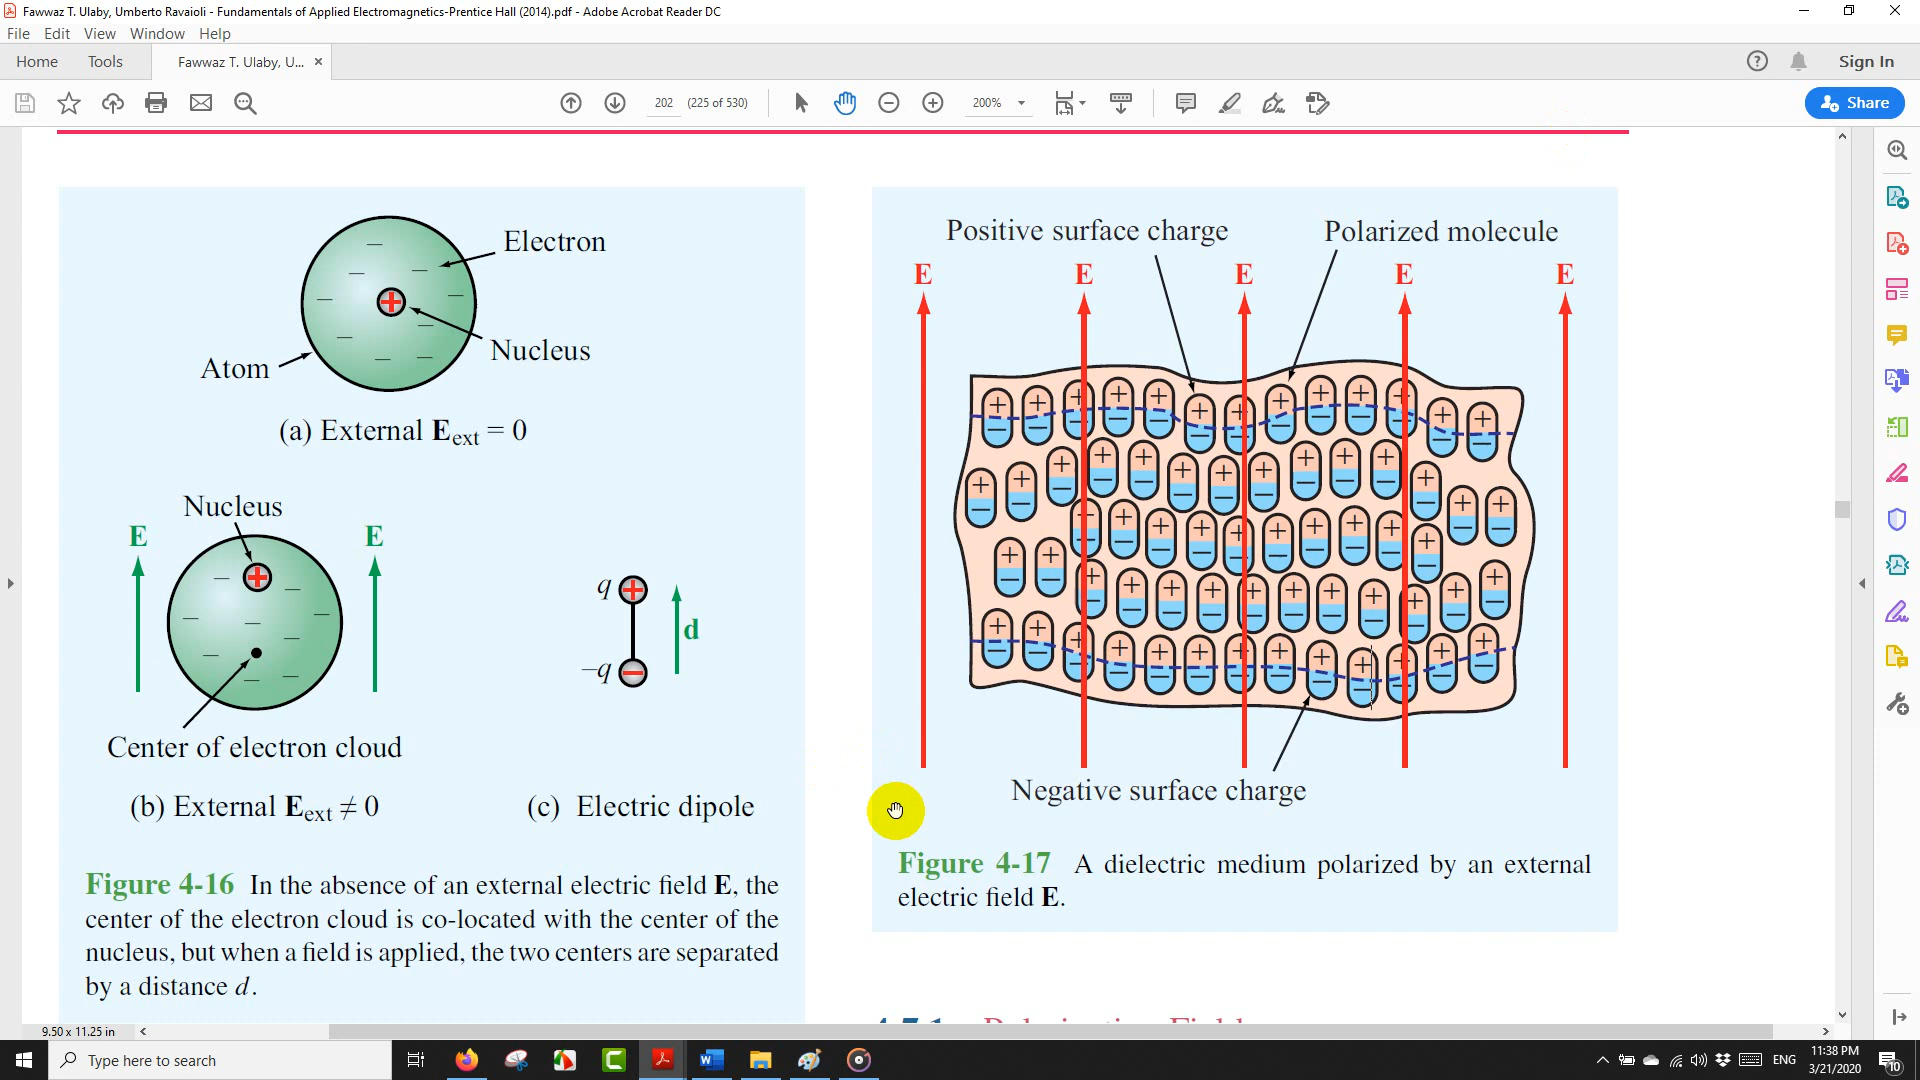 Fawwaz T. Ulaby, Umberto Ravaioli - Fundamentals of Applied Electromagnetics-Prentice Hall (2014).pdf - Adobe Acrobat Reader DC
File Edit View Window Help
Home Tools Fawwaz T. Ulaby, U... × Sign In
202 (225 of 530) 200% Share
Electron
Nucleus
Atom
(a) External Eext = 0
Nucleus
E E
Center of electron cloud
(b) External Eext ≠ 0
q
−q
d
(c) Electric dipole
Figure 4-16 In the absence of an external electric field E, the
center of the electron cloud is co-located with the center of the
nucleus, but when a field is applied, the two centers are separated
by a distance d.
Positive surface charge Polarized molecule
E E E E E
Negative surface charge
Figure 4-17 A dielectric medium polarized by an external
electric field E.
9.50 x 11.25 in
Type here to search
ENG
11:38 PM
3/21/2020
10